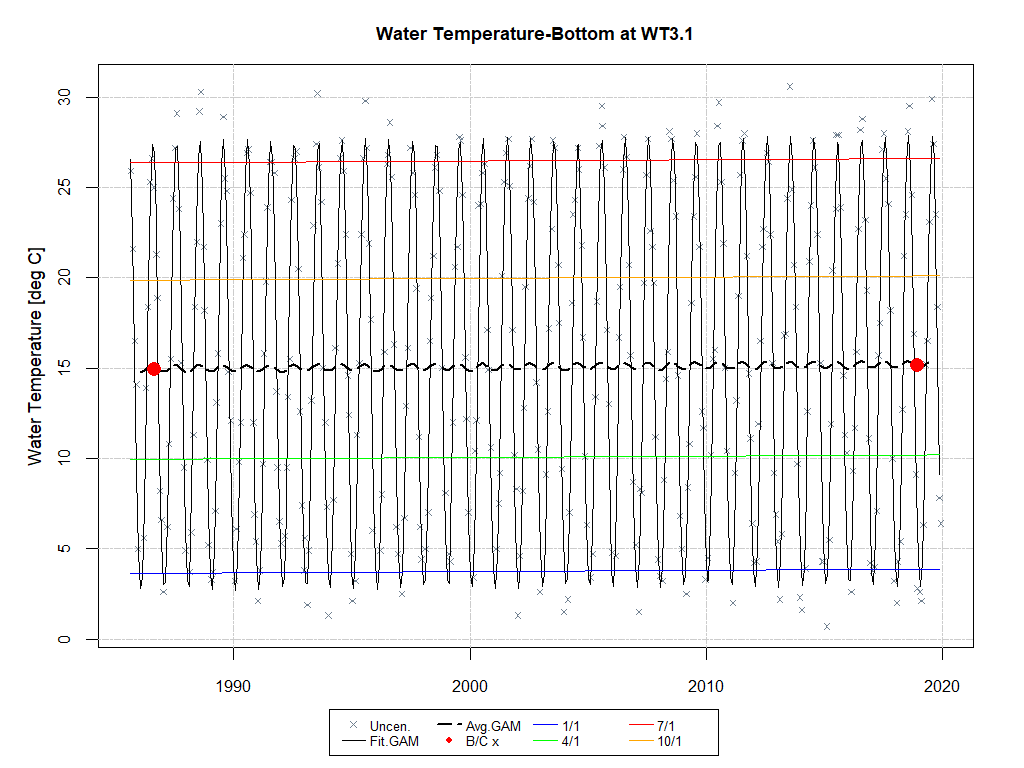 Water Temperature-Bottom at WT3.1
Water Temperature [deg C]
30
25
20
15
10
5
0
1990 2000 2010 2020
Uncen. Avg.GAM 1/1 7/1
Fit.GAM B/C x 4/1 10/1